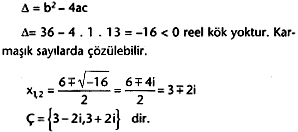 Δ = b² – 4ac
Δ= 36 – 4 . 1 . 13 = –16 < 0 reel kök yoktur. Kar-
maşık sayılarda çözülebilir.
x₁,₂ = (6∓√-16)/2 = (6∓4i)/2 = 3∓2i
Ç = {3–2i,3+2i} dir.